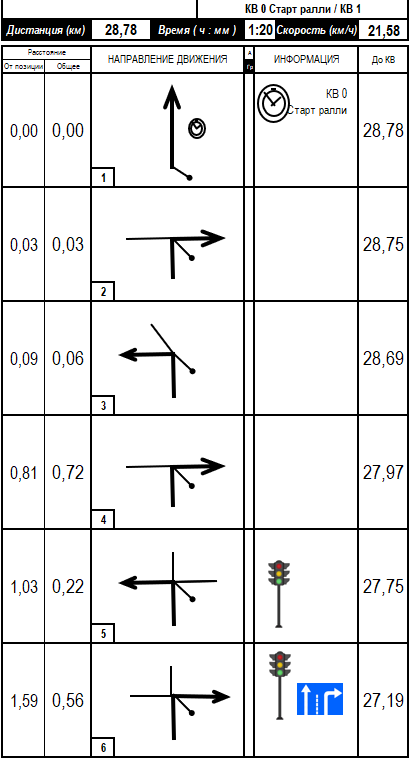 КВ 0 Старт ралли / КВ 1
Дистанция (км) 28,78 Время ( ч : мм ) 1:20 Скорость (км/ч) 21,58
Расстояние НАПРАВЛЕНИЕ ДВИЖЕНИЯ А Гр ИНФОРМАЦИЯ До КВ
От позиции Общее
КВ 0
Старт ралли
0,00 0,00 28,78
1
0,03 0,03 28,75
2
0,09 0,06 28,69
3
0,81 0,72 27,97
4
1,03 0,22 27,75
5
1,59 0,56 27,19
6